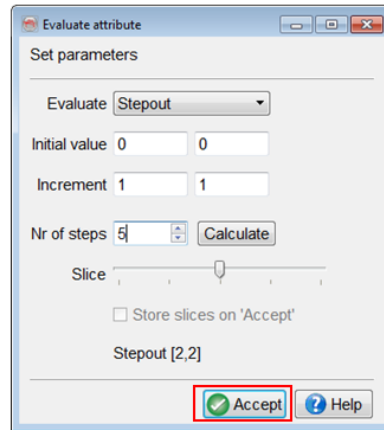 Evaluate attribute
Set parameters
Evaluate Stepout
Initial value 0 0
Increment 1 1
Nr of steps 5 Calculate
Slice
Store slices on 'Accept'
Stepout [2,2]
Accept Help